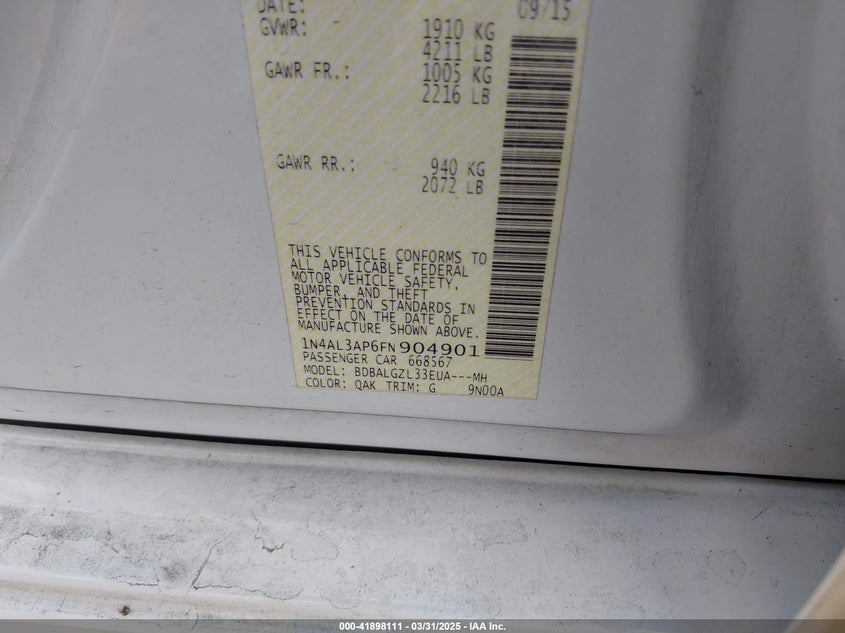 DATE: 09/15
GVWR: 1910 KG
4211 LB
GAWR FR.: 1005 KG
2216 LB
GAWR RR.: 940 KG
2072 LB
THIS VEHICLE CONFORMS TO
ALL APPLICABLE FEDERAL
MOTOR VEHICLE SAFETY,
BUMPER, AND THEFT
PREVENTION STANDARDS IN
EFFECT ON THE DATE OF
MANUFACTURE SHOWN ABOVE.
1N4AL3AP6FN904901
PASSENGER CAR 668567
MODEL: BDBALGZL33EUA---MH
COLOR: QAK TRIM: G 9N00A
000-41898111 --- 03/31/2025 --- IAA Inc.